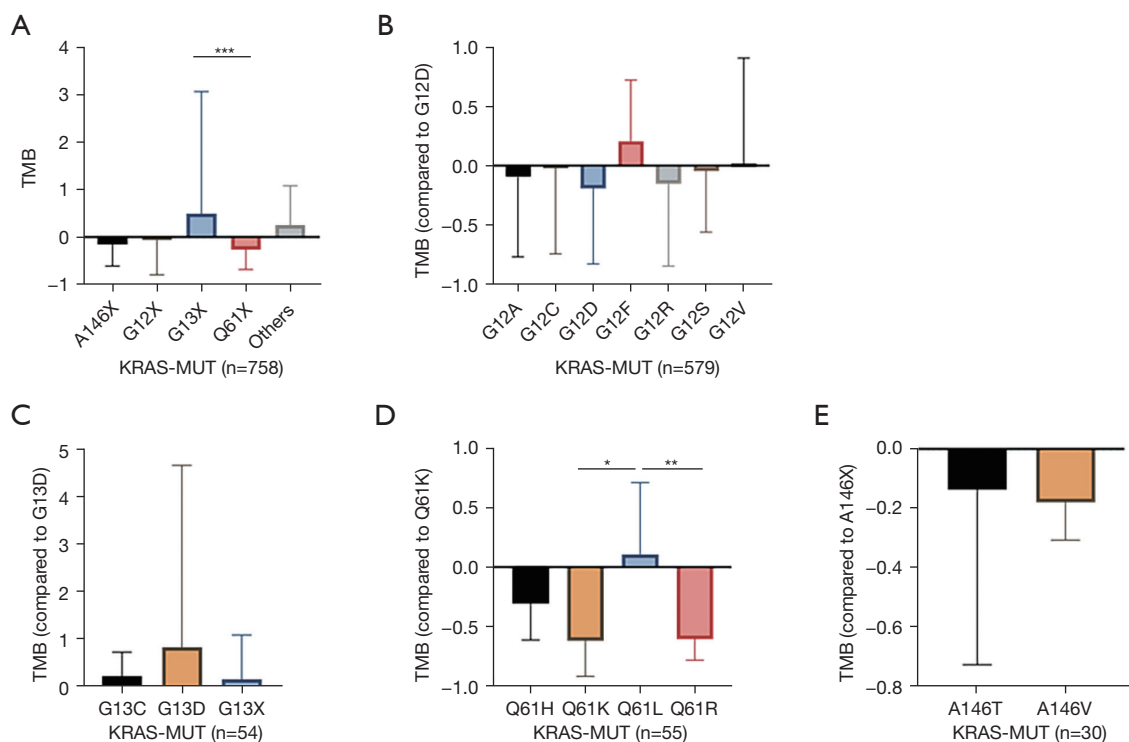 A
4
3
2
1
0
−1
TMB
***
A146X
G12X
G13X
Q61X
Others
KRAS-MUT (n=758)
B
1.0
0.5
0.0
−0.5
−1.0
TMB (compared to G12D)
G12A
G12C
G12D
G12F
G12R
G12S
G12V
KRAS-MUT (n=579)
C
5
4
3
2
1
0
TMB (compared to G13D)
G13C G13D G13X
KRAS-MUT (n=54)
D
1.0
0.5
0.0
−0.5
−1.0
TMB (compared to Q61K)
* **
Q61H Q61K Q61L Q61R
KRAS-MUT (n=55)
E
0.0
−0.2
−0.4
−0.6
−0.8
TMB (compared to A146X)
A146T A146V
KRAS-MUT (n=30)